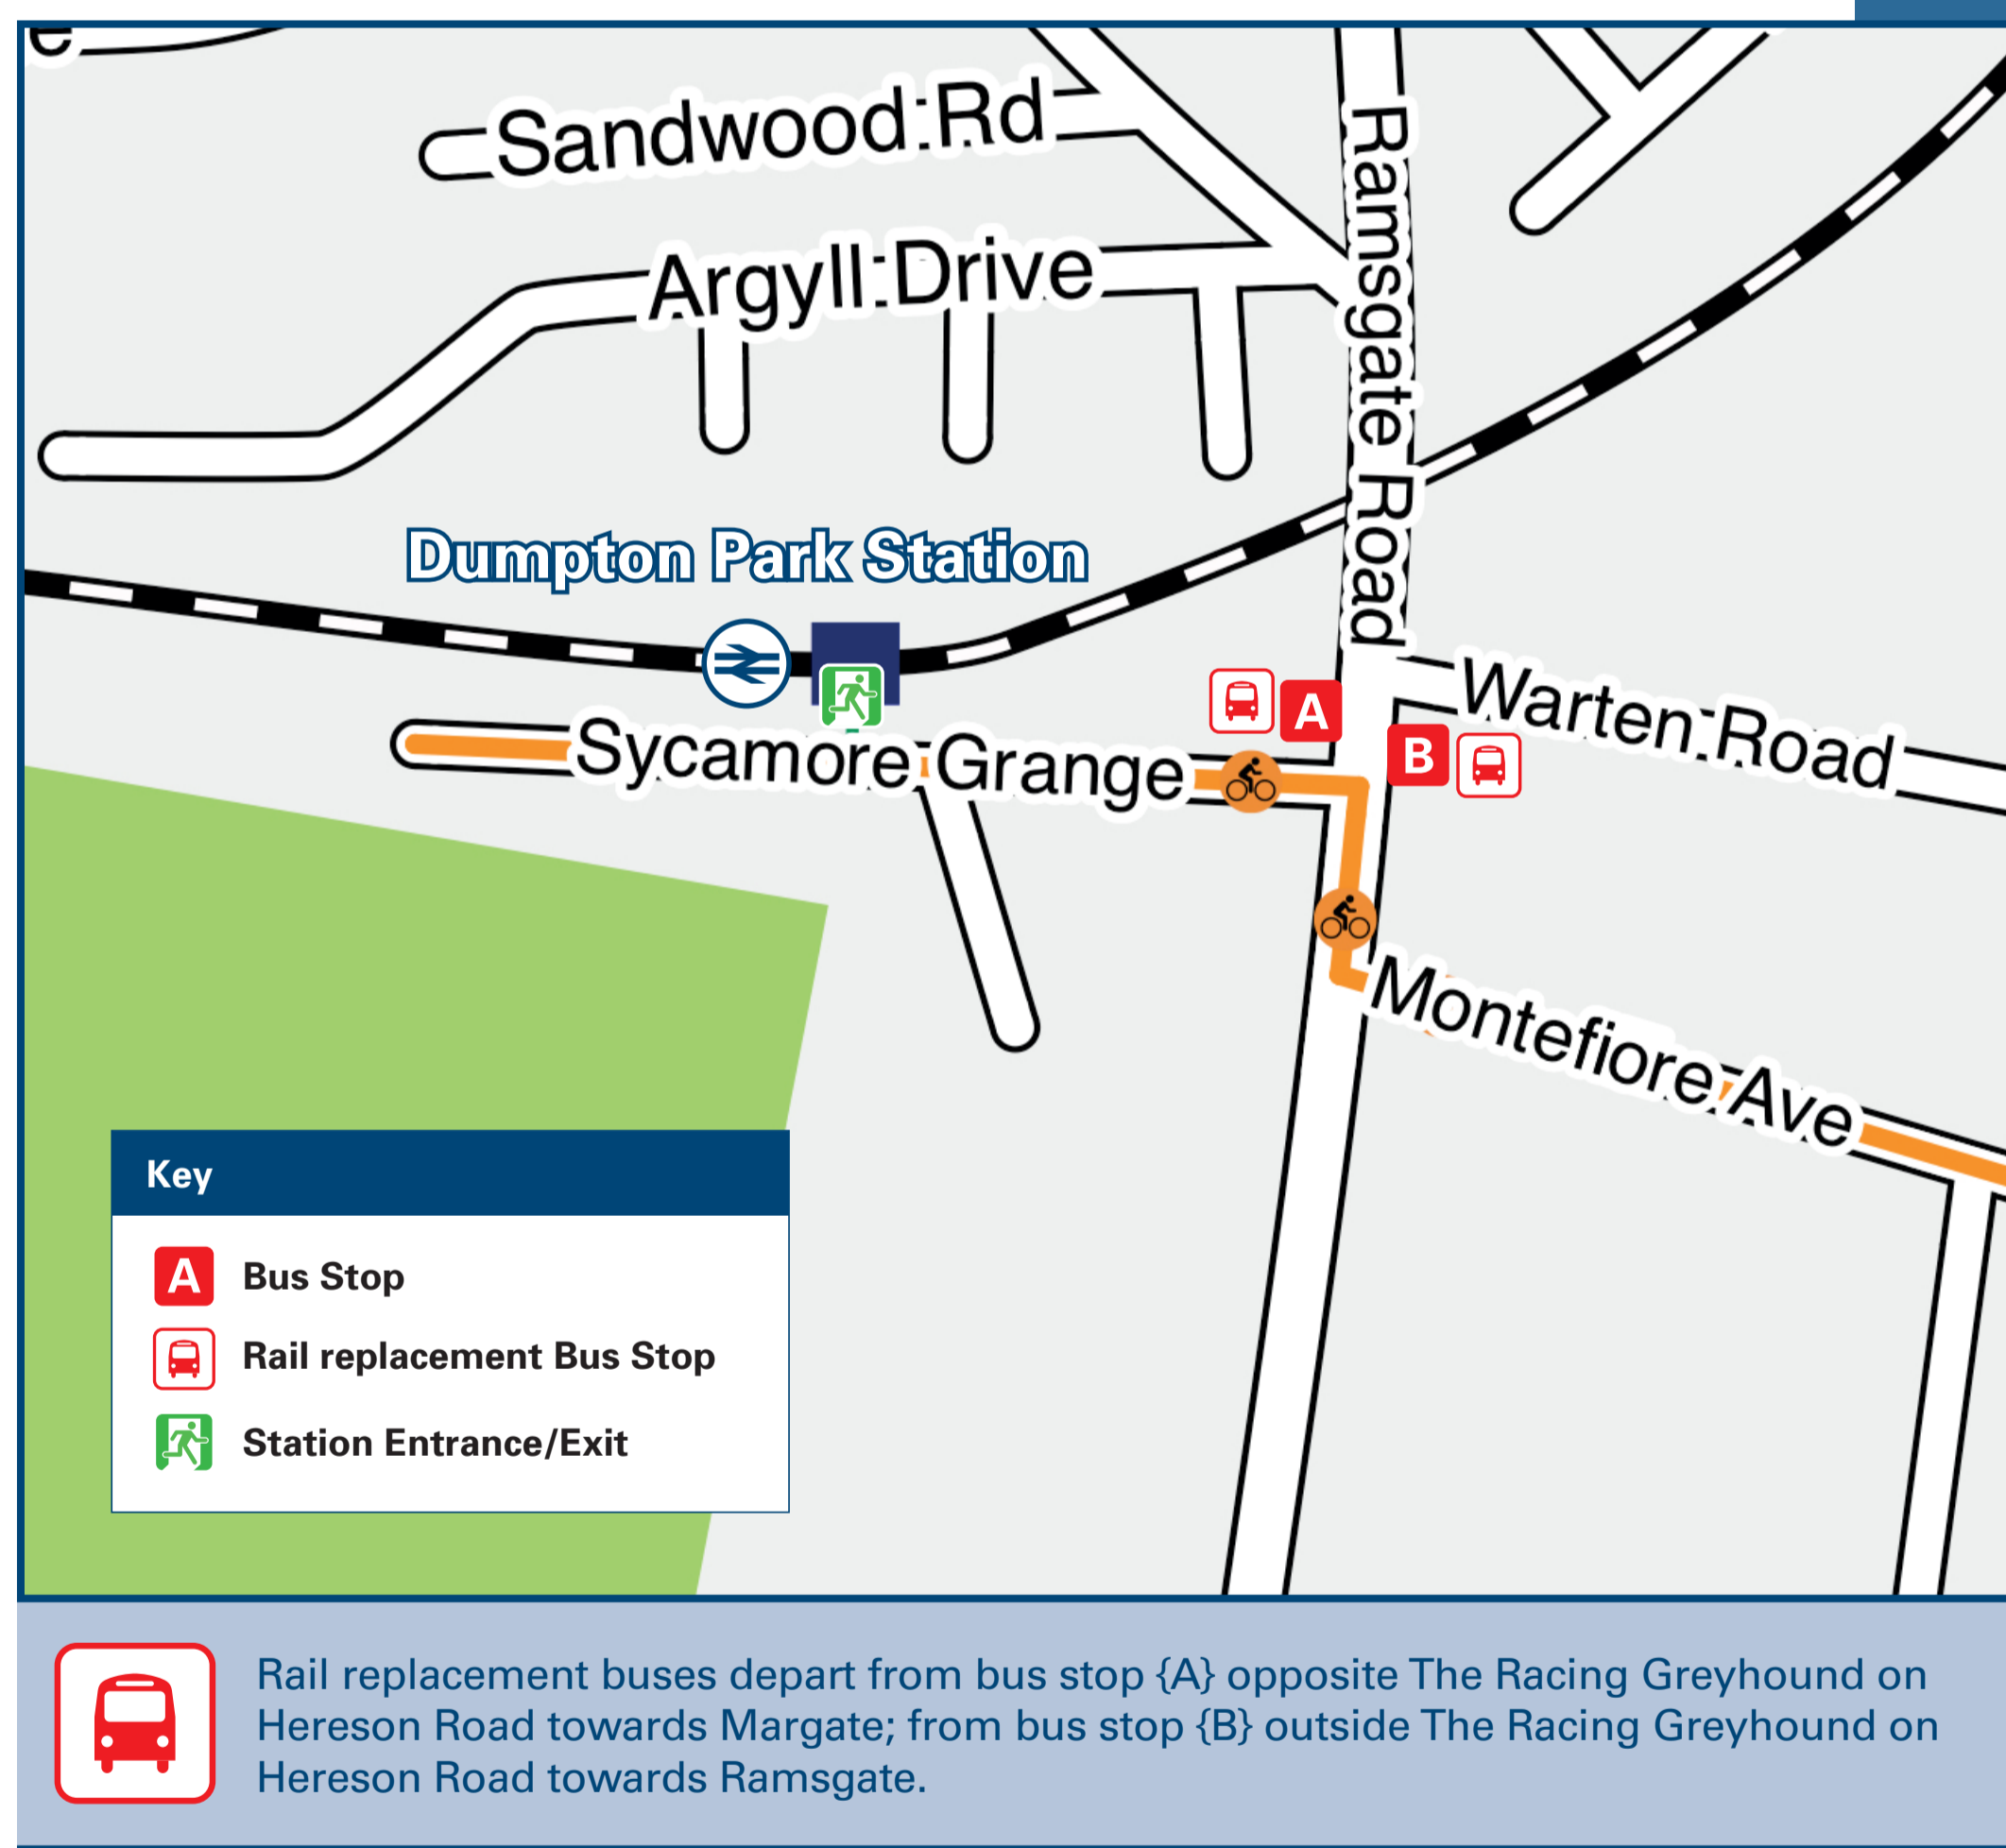 e
Sandwood Rd
Ramsgate Road
Argyll Drive
Dumpton Park Station
Warten Road
A
B
Sycamore Grange
Montefiore Ave
Key
A Bus Stop
Rail replacement Bus Stop
Station Entrance/Exit
Rail replacement buses depart from bus stop {A} opposite The Racing Greyhound on
Hereson Road towards Margate; from bus stop {B} outside The Racing Greyhound on
Hereson Road towards Ramsgate.